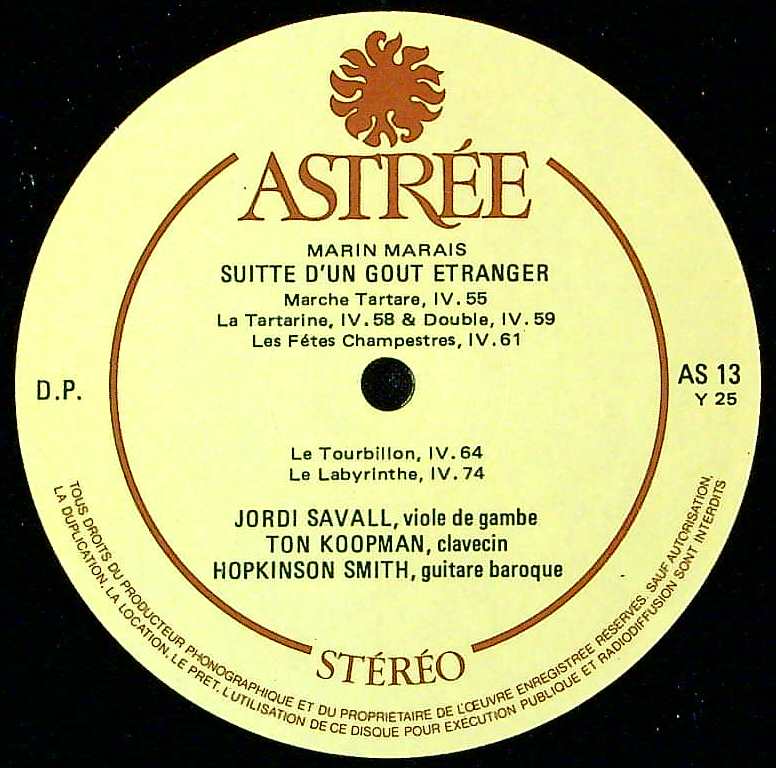 ASTRÉE
MARIN MARAIS
SUITTE D'UN GOUT ETRANGER
Marche Tartare, IV. 55
La Tartarine, IV. 58 & Double, IV. 59
Les Fétes Champestres, IV. 61
D.P.
AS 13
Y 25
Le Tourbillon, IV. 64
Le Labyrinthe, IV. 74
JORDI SAVALL, viole de gambe
TON KOOPMAN, clavecin
HOPKINSON SMITH, guitare baroque
STÉRÉO
TOUS DROITS DU PRODUCTEUR PHONOGRAPHIQUE ET DU PROPRIETAIRE DE L'ŒUVRE ENREGISTREE RÉSERVES. SAUF AUTORISATION,
LA DUPLICATION, LA LOCATION, LE PRET, L'UTILISATION DE CE DISQUE POUR EXÉCUTION PUBLIQUE ET RADIODIFFUSION SONT INTERDITS